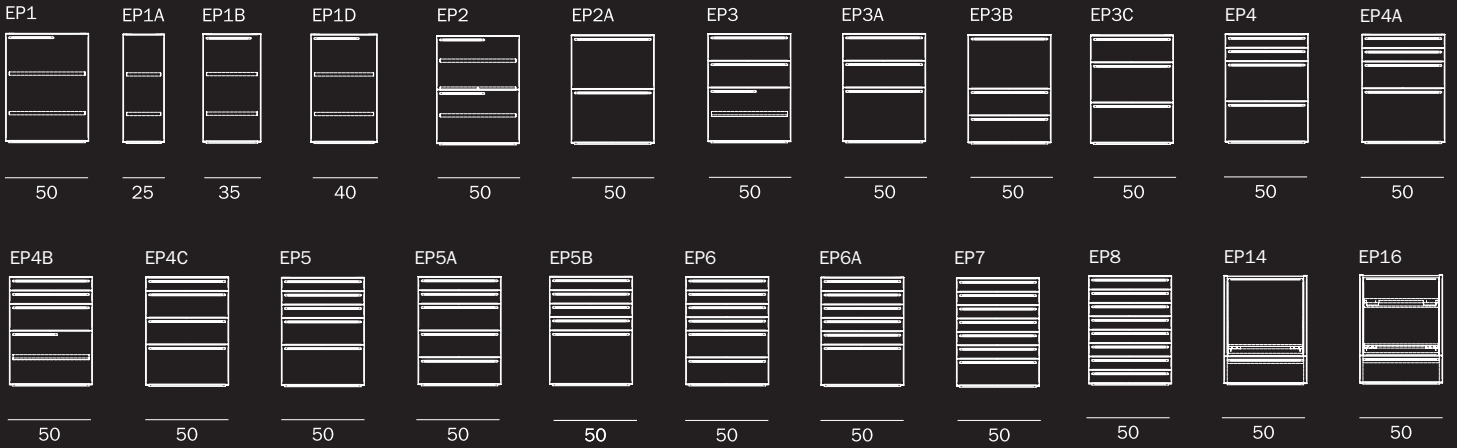 EP1 EP1A EP1B EP1D EP2 EP2A EP3 EP3A EP3B EP3C EP4 EP4A
50 25 35 40 50 50 50 50 50 50 50 50
EP4B EP4C EP5 EP5A EP5B EP6 EP6A EP7 EP8 EP14 EP16
50 50 50 50 50 50 50 50 50 50 50